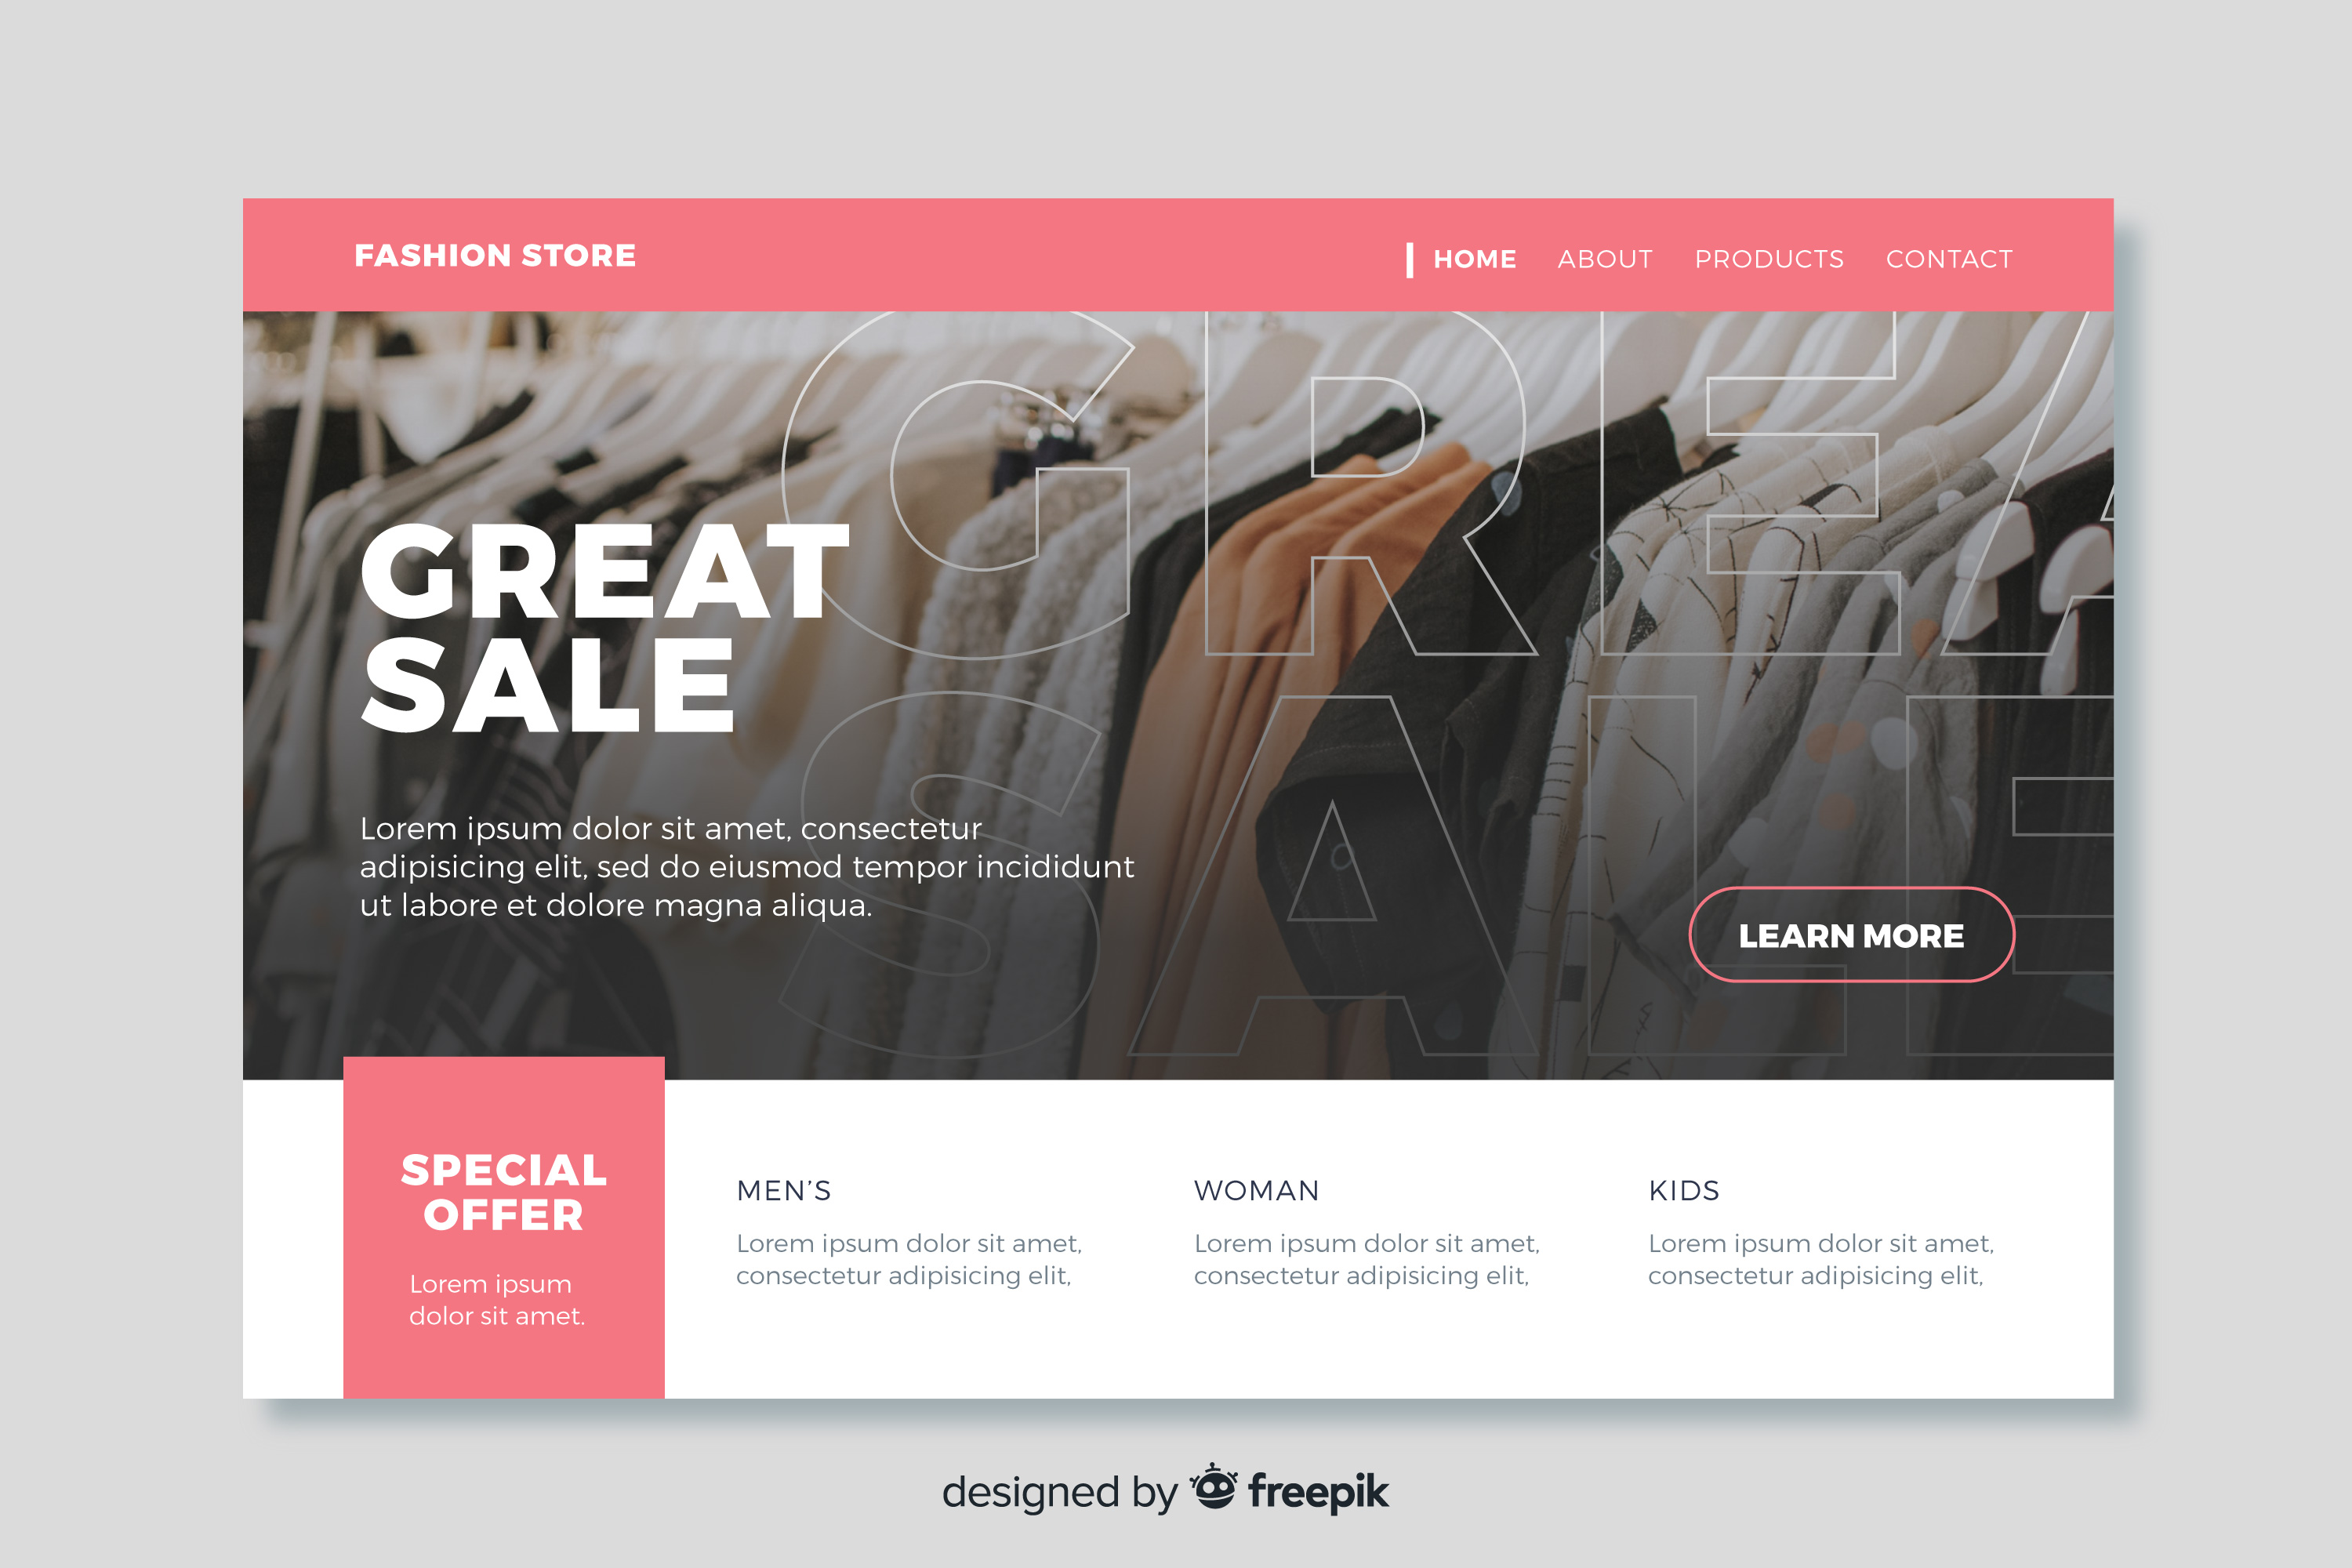 FASHION STORE
HOME ABOUT PRODUCTS CONTACT
GREA
SALE
GREAT
SALE
Lorem ipsum dolor sit amet, consectetur
adipisicing elit, sed do eiusmod tempor incididunt
ut labore et dolore magna aliqua.
LEARN MORE
SPECIAL
OFFER
Lorem ipsum
dolor sit amet.
MEN’S
Lorem ipsum dolor sit amet,
consectetur adipisicing elit,
WOMAN
Lorem ipsum dolor sit amet,
consectetur adipisicing elit,
KIDS
Lorem ipsum dolor sit amet,
consectetur adipisicing elit,
designed by freepik